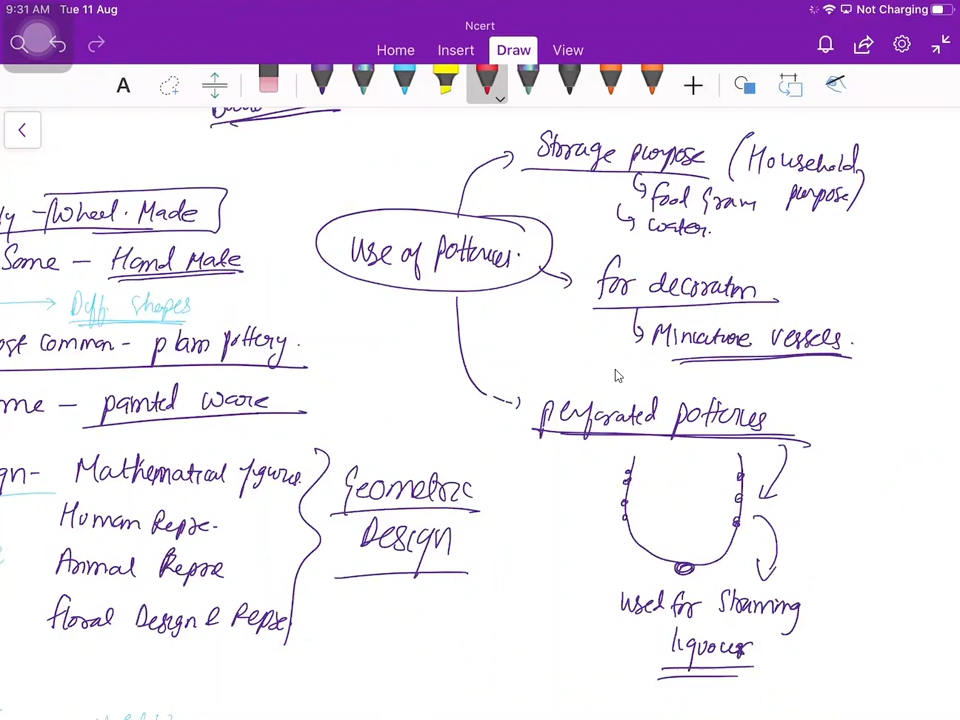 9:31 AM Tue 11 Aug
Not Charging
Ncert
Home Insert Draw View
A
Storage purpose (Household purpose)
Food Grain
water.
Wheel. Made
Some - Hand Made
Diff. shapes
common - plain pottery.
painted ware
Use of potteries.
for decoration
Miniature vessels.
perforated potteries
used for straining
liquours
Mathematical figures.
Human Repre.
Animal Repre
Floral Design & Repre
Geometric
Design